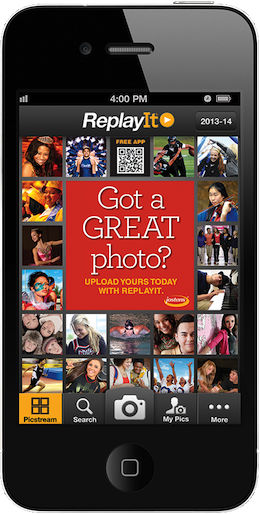 4:00 PM
ReplayIt
2013-14
FREE APP
Got a
GREAT
photo?
UPLOAD YOURS TODAY
WITH REPLAYIT.
Jostens
Picstream
Search
My Pics
More